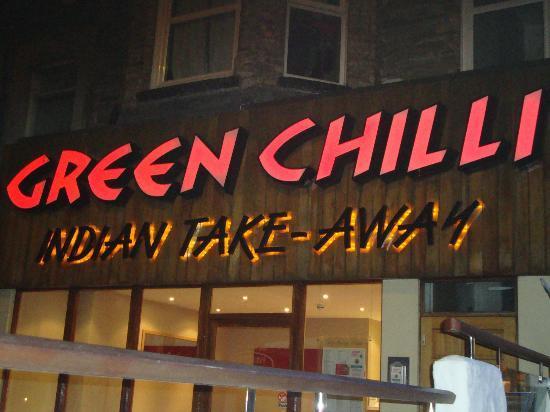 GREEN CHILLI
INDIAN TAKE-AWAY